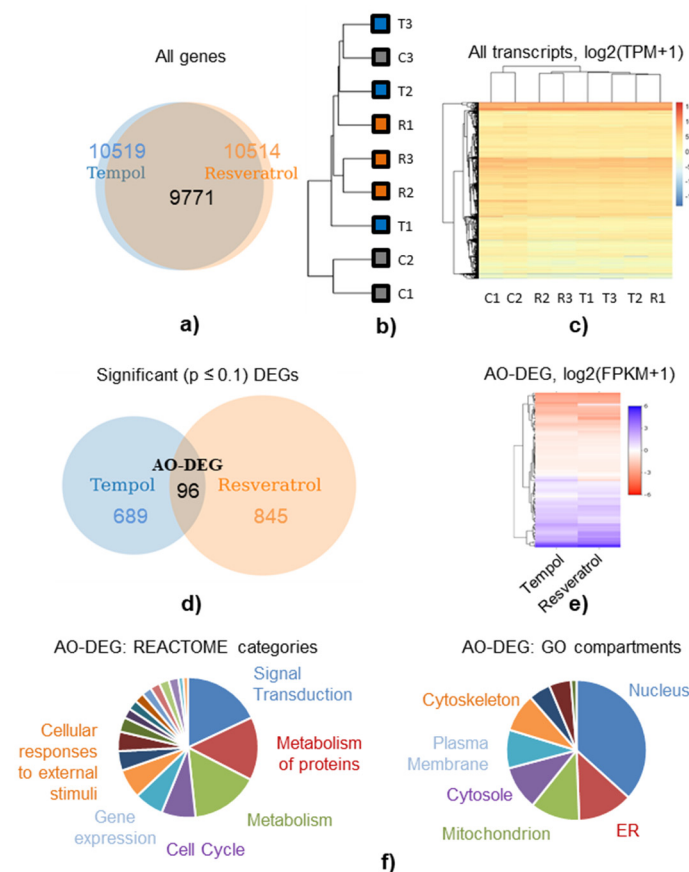 All genes
10519
Tempol
10514
Resveratrol
9771
a)
T3
C3
T2
R1
R3
R2
T1
C2
C1
b)
All transcripts, log2(TPM+1)
C1 C2 R2 R3 T1 T3 T2 R1
c)
Significant (p ≤ 0.1) DEGs
AO-DEG
Tempol
96
Resveratrol
689
845
d)
AO-DEG, log2(FPKM+1)
6
3
0
-3
-6
Tempol
Resveratrol
e)
AO-DEG: REACTOME categories
Signal
Transduction
Metabolism
of proteins
Metabolism
Cell Cycle
Gene
expression
Cellular
responses
to external
stimuli
AO-DEG: GO compartments
Nucleus
ER
Mitochondrion
Cytosole
Plasma
Membrane
Cytoskeleton
f)